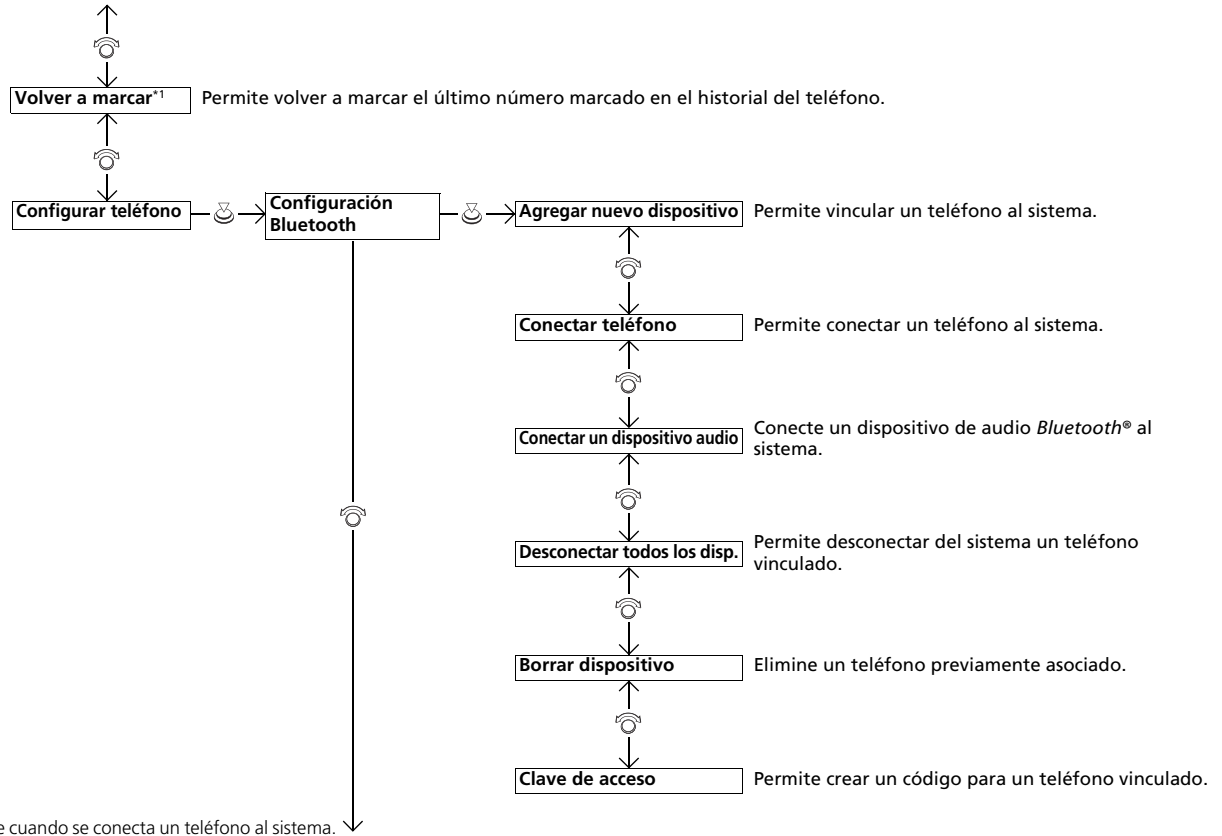 Volver a marcar*1 Permite volver a marcar el último número marcado en el historial del teléfono.
Configurar teléfono
Configuración
Bluetooth
Agregar nuevo dispositivo Permite vincular un teléfono al sistema.
Conectar teléfono Permite conectar un teléfono al sistema.
Conectar un dispositivo audio
Conecte un dispositivo de audio Bluetooth® al
sistema.
Desconectar todos los disp.
Permite desconectar del sistema un teléfono
vinculado.
Borrar dispositivo Elimine un teléfono previamente asociado.
Clave de acceso Permite crear un código para un teléfono vinculado.
e cuando se conecta un teléfono al sistema.